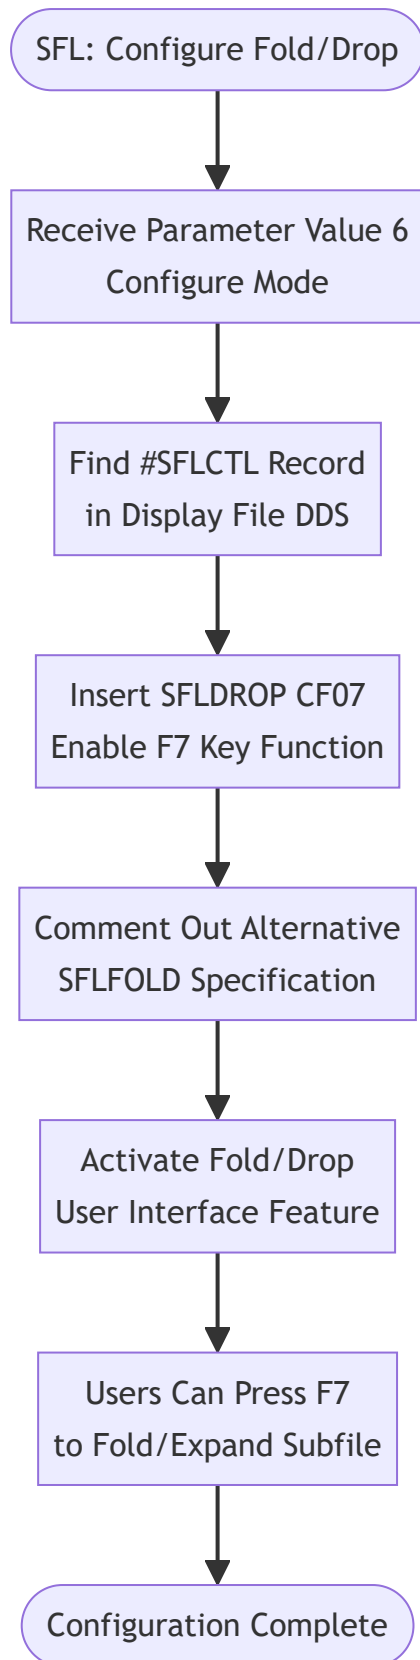 SFL: Configure Fold/Drop
Receive Parameter Value 6
Configure Mode
Find #SFLCTL Record
in Display File DDS
Insert SFLDROP CF07
Enable F7 Key Function
Comment Out Alternative
SFLFOLD Specification
Activate Fold/Drop
User Interface Feature
Users Can Press F7
to Fold/Expand Subfile
Configuration Complete